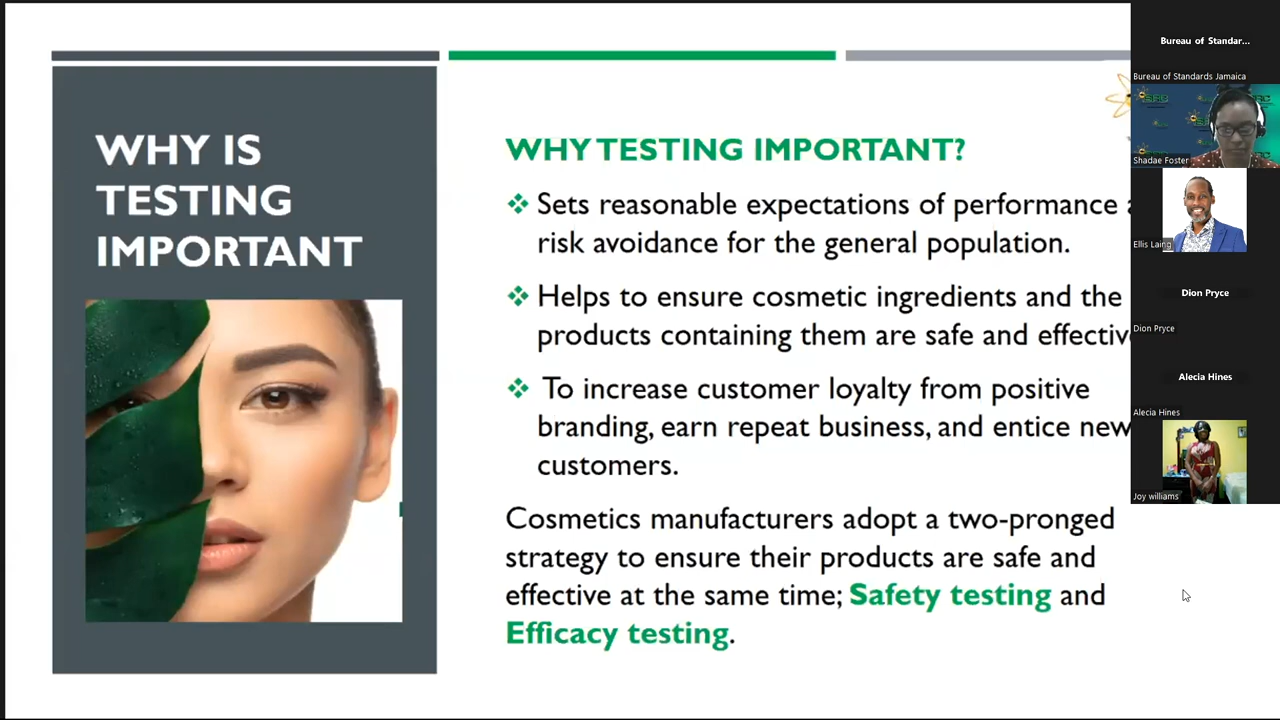 WHY IS
TESTING
IMPORTANT
WHY TESTING IMPORTANT?
Sets reasonable expectations of performance
risk avoidance for the general population.
Helps to ensure cosmetic ingredients and the
products containing them are safe and effectiv
To increase customer loyalty from positive
branding, earn repeat business, and entice new
customers.
Cosmetics manufacturers adopt a two-pronged
strategy to ensure their products are safe and
effective at the same time; Safety testing and
Efficacy testing.
Bureau of Standar...
Bureau of Standards Jamaica
Shadae Foster
Ellis Laing
Dion Pryce
Dion Pryce
Alecia Hines
Alecia Hines
Joy williams